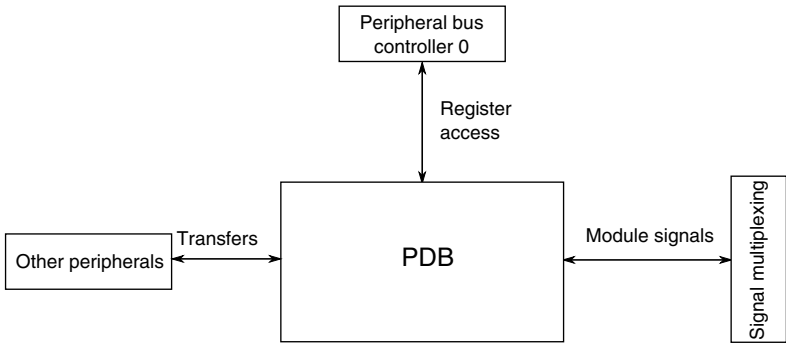 Peripheral bus
controller 0
Register
access
Transfers
Other peripherals
PDB
Module signals
Signal multiplexing